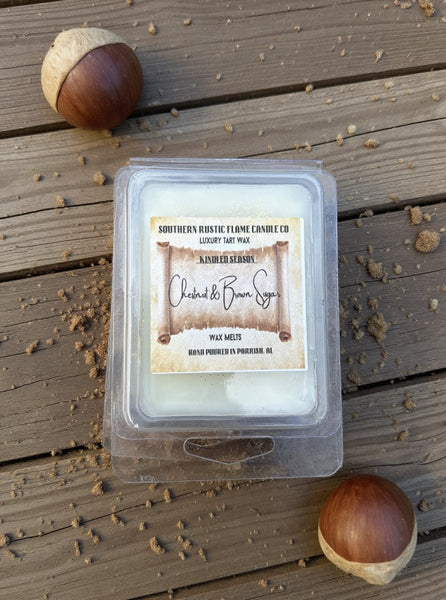 SOUTHERN RUSTIC FLAME CANDLE CO
LUXURY TART WAX
KINDLED SEASON
Chestnut & Brown Sugar
WAX MELTS
HAND POURED IN PARRISH, AL